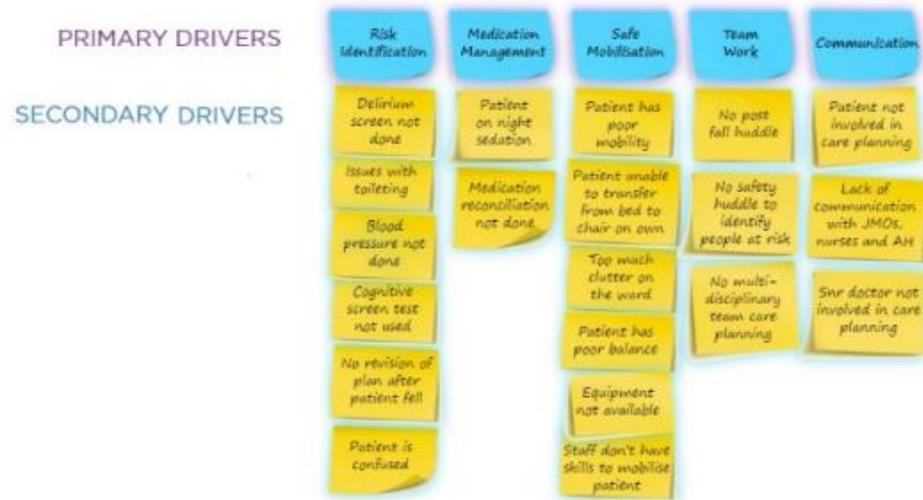 PRIMARY DRIVERS
SECONDARY DRIVERS
Risk
Identification
Medication
Management
Safe
Mobilisation
Team
Work
Communication
Delirium
screen not
done
Issues with
toileting
Blood
pressure not
done
Cognitive
screen test
not used
No revision of
plan after
patient fell
Patient is
confused
Patient
on night
sedation
Medication
reconciliation
not done
Patient has
poor
mobility
Patient unable
to transfer
from bed to
chair on own
Too much
clutter on
the ward
Patient has
poor balance
Equipment
not available
Staff don't have
skills to mobilise
patient
No post
fall huddle
No safety
huddle to
identify
people at risk
No multi-
disciplinary
team care
planning
Patient not
involved in
care planning
Lack of
communication
with JMOs,
nurses and AH
Snr doctor not
involved in care
planning